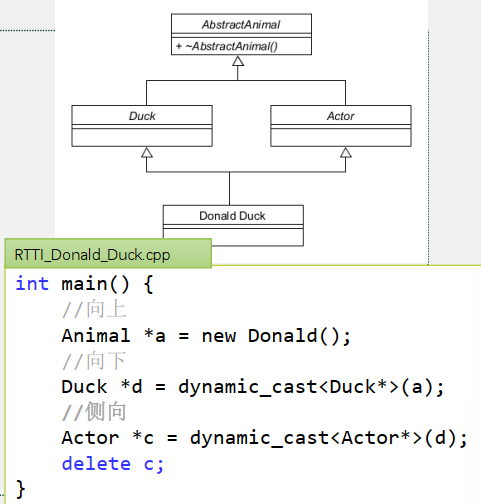 AbstractAnimal
+ ~AbstractAnimal()
Duck
Actor
Donald Duck
RTTI_Donald_Duck.cpp
int main() {
//向上
Animal *a = new Donald();
//向下
Duck *d = dynamic_cast<Duck*>(a);
//侧向
Actor *c = dynamic_cast<Actor*>(d);
delete c;
}